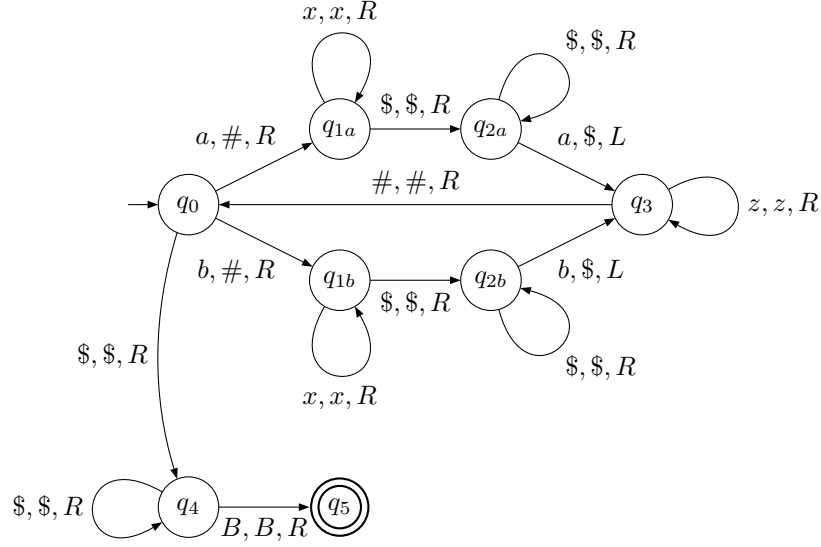 x, x, R
$, $, R
$, $, R
q1a
q2a
a, #, R
a, $, L
#, #, R
q0
q3
z, z, R
b, #, R
b, $, L
q1b
q2b
$, $, R
$, $, R
x, x, R
$, $, R
$, $, R
q4
q5
B, B, R